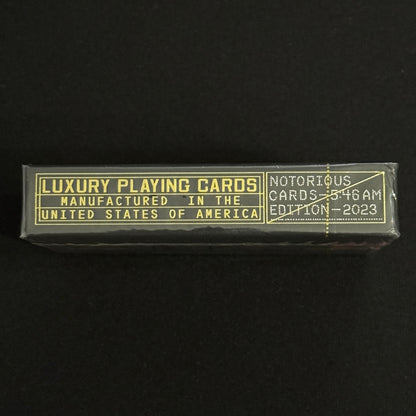 LUXURY PLAYING CARDS
MANUFACTURED IN THE
UNITED STATES OF AMERICA
NOTORIOUS
CARDS-5:46AM
EDITION-2023